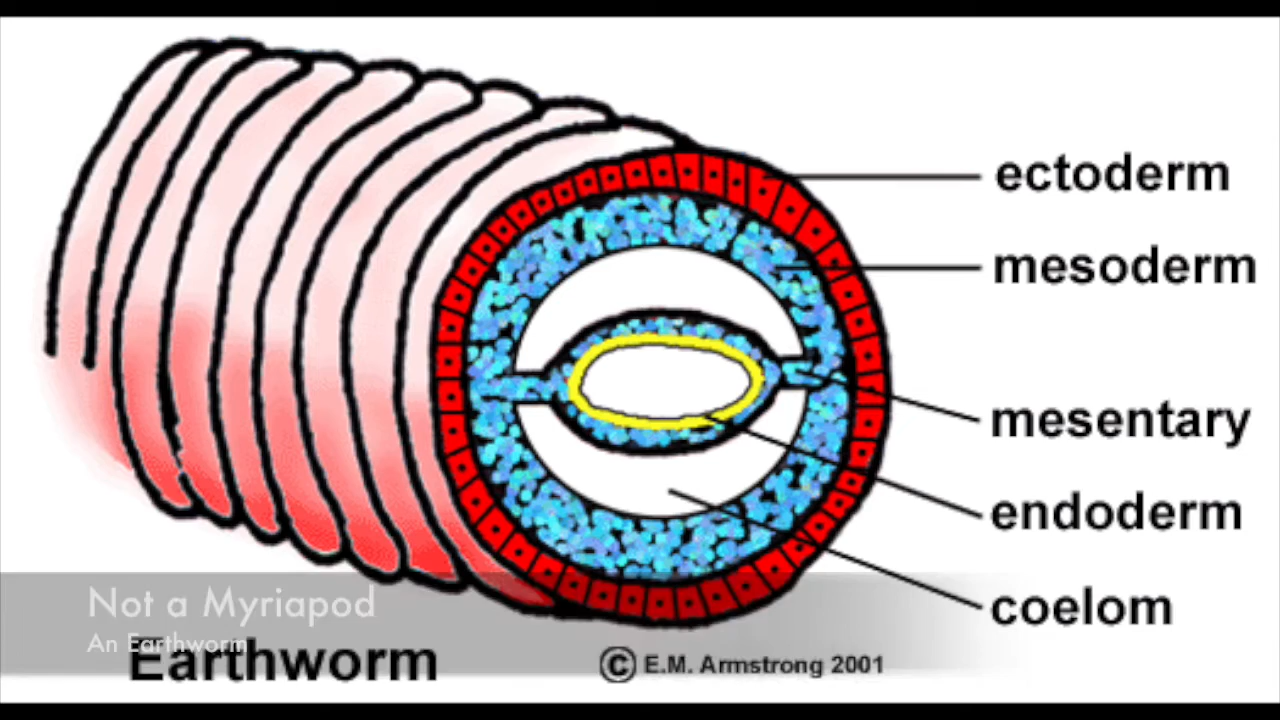 ectoderm
mesoderm
mesentary
endoderm
coelom
Not a Myriapod
An Earthworm
Earthworm
© E.M. Armstrong 2001